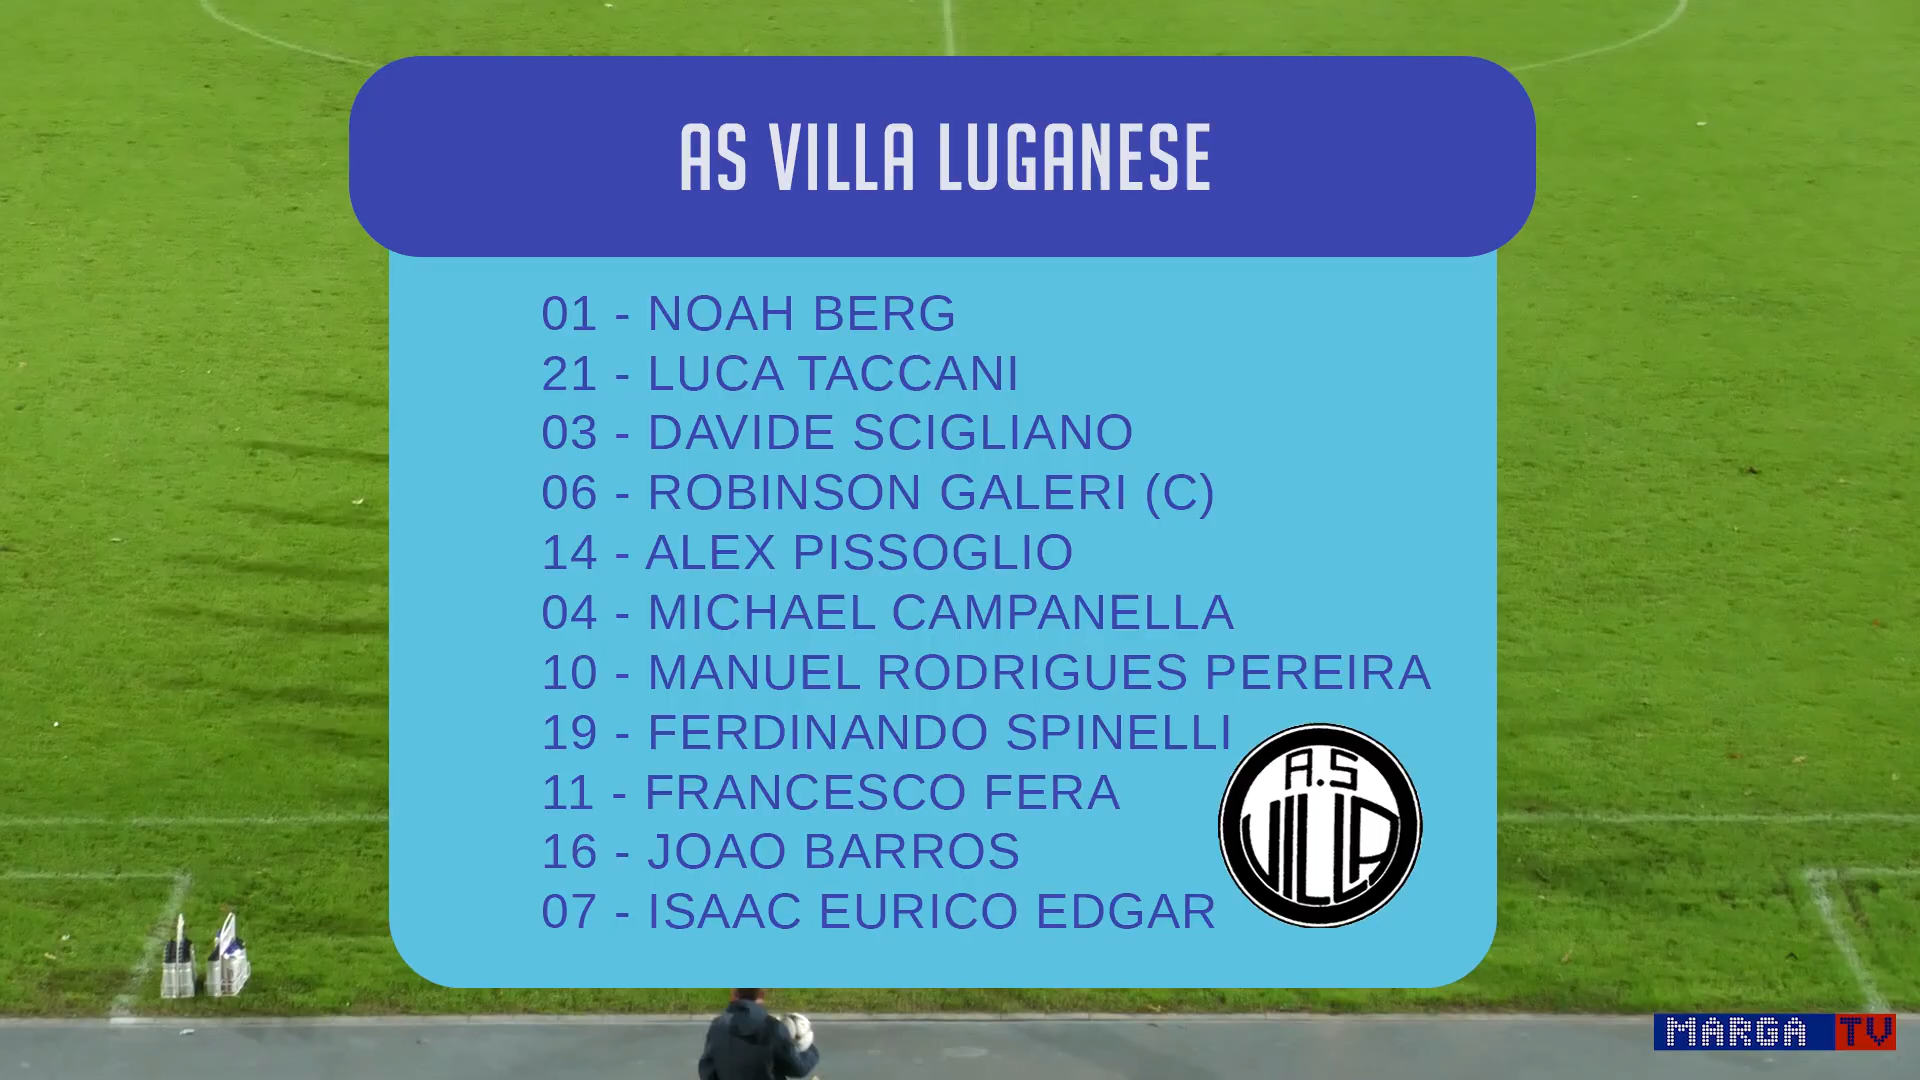 AS VILLA LUGANESE
01 - NOAH BERG
21 - LUCA TACCANI
03 - DAVIDE SCIGLIANO
06 - ROBINSON GALERI (C)
14 - ALEX PISSOGLIO
04 - MICHAEL CAMPANELLA
10 - MANUEL RODRIGUES PEREIRA
19 - FERDINANDO SPINELLI
11 - FRANCESCO FERA
16 - JOAO BARROS
07 - ISAAC EURICO EDGAR
A.S
VILLA
MARGA TV